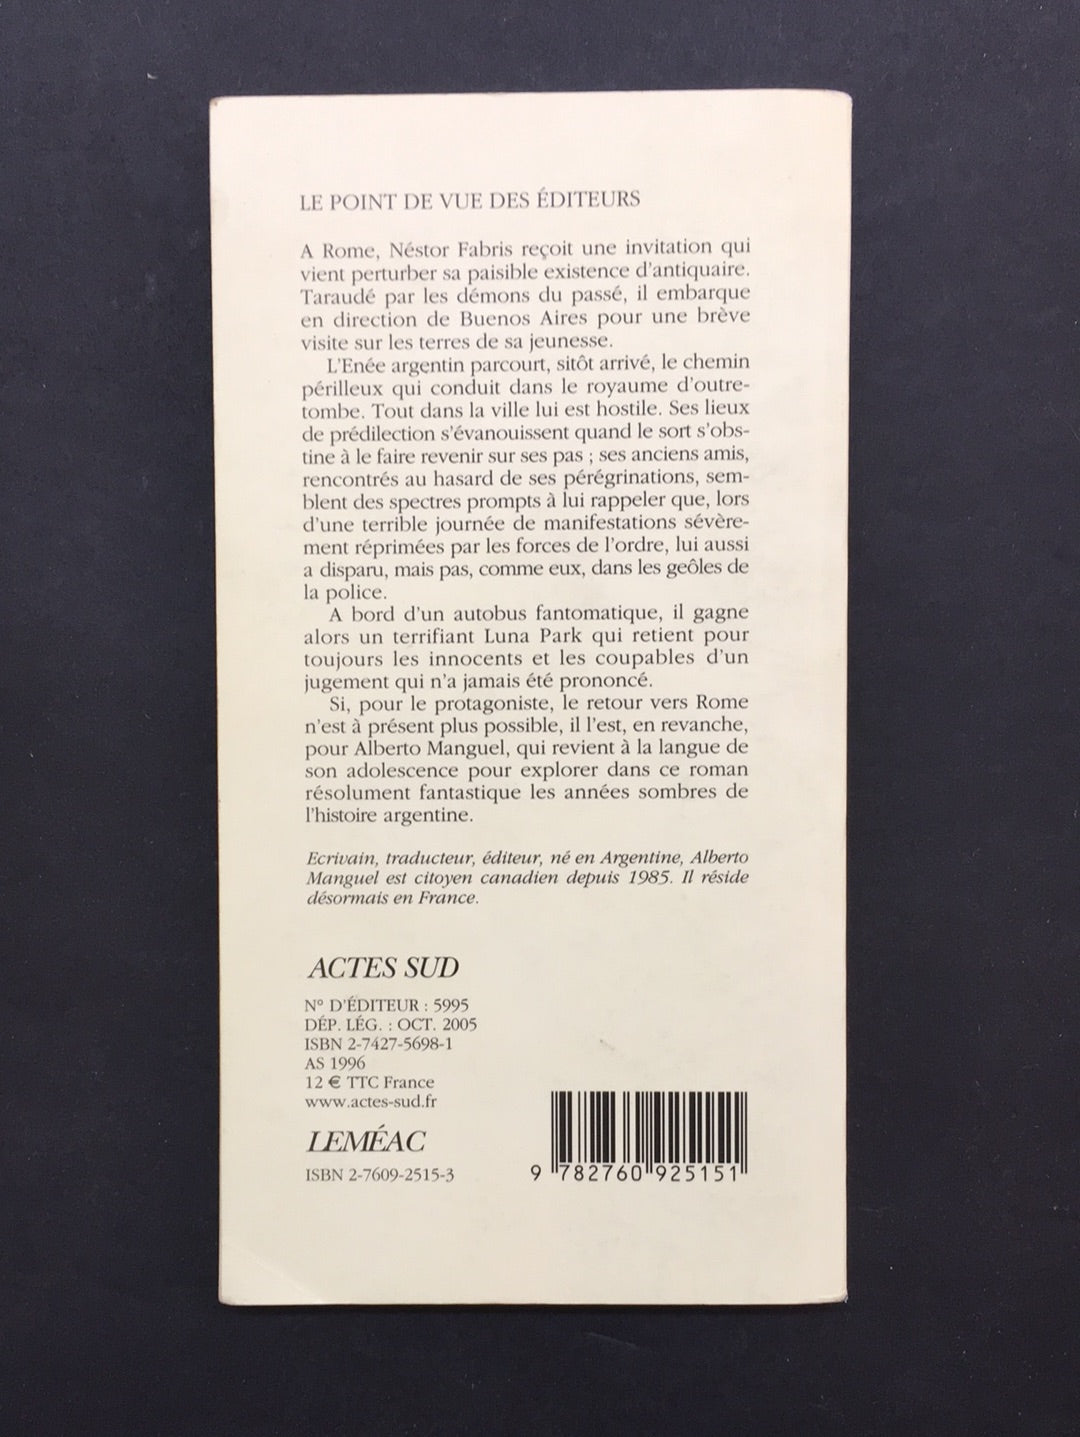 LE POINT DE VUE DES ÉDITEURS
A Rome, Néstor Fabris reçoit une invitation qui
vient perturber sa paisible existence d'antiquaire.
Taraudé par les démons du passé, il embarque
en direction de Buenos Aires pour une brève
visite sur les terres de sa jeunesse.
L'Enée argentin parcourt, sitôt arrivé, le chemin
périlleux qui conduit dans le royaume d'outre-
tombe. Tout dans la ville lui est hostile. Ses lieux
de prédilection s'évanouissent quand le sort s'obs-
tine à le faire revenir sur ses pas ; ses anciens amis,
rencontrés au hasard de ses pérégrinations, sem-
blent des spectres prompts à lui rappeler que, lors
d'une terrible journée de manifestations sévère-
ment réprimées par les forces de l'ordre, lui aussi
a disparu, mais pas, comme eux, dans les geôles de
la police.
A bord d'un autobus fantomatique, il gagne
alors un terrifiant Luna Park qui retient pour
toujours les innocents et les coupables d'un
jugement qui n'a jamais été prononcé.
Si, pour le protagoniste, le retour vers Rome
n'est à présent plus possible, il l'est, en revanche,
pour Alberto Manguel, qui revient à la langue de
son adolescence pour explorer dans ce roman
résolument fantastique les années sombres de
l'histoire argentine.
Ecrivain, traducteur, éditeur, né en Argentine, Alberto
Manguel est citoyen canadien depuis 1985. Il réside
désormais en France.
ACTES SUD
N° D'ÉDITEUR : 5995
DÉP. LÉG. : OCT. 2005
ISBN 2-7427-5698-1
AS 1996
12 € TTC France
www.actes-sud.fr
LEMÉAC
ISBN 2-7609-2515-3
9 782760 925151